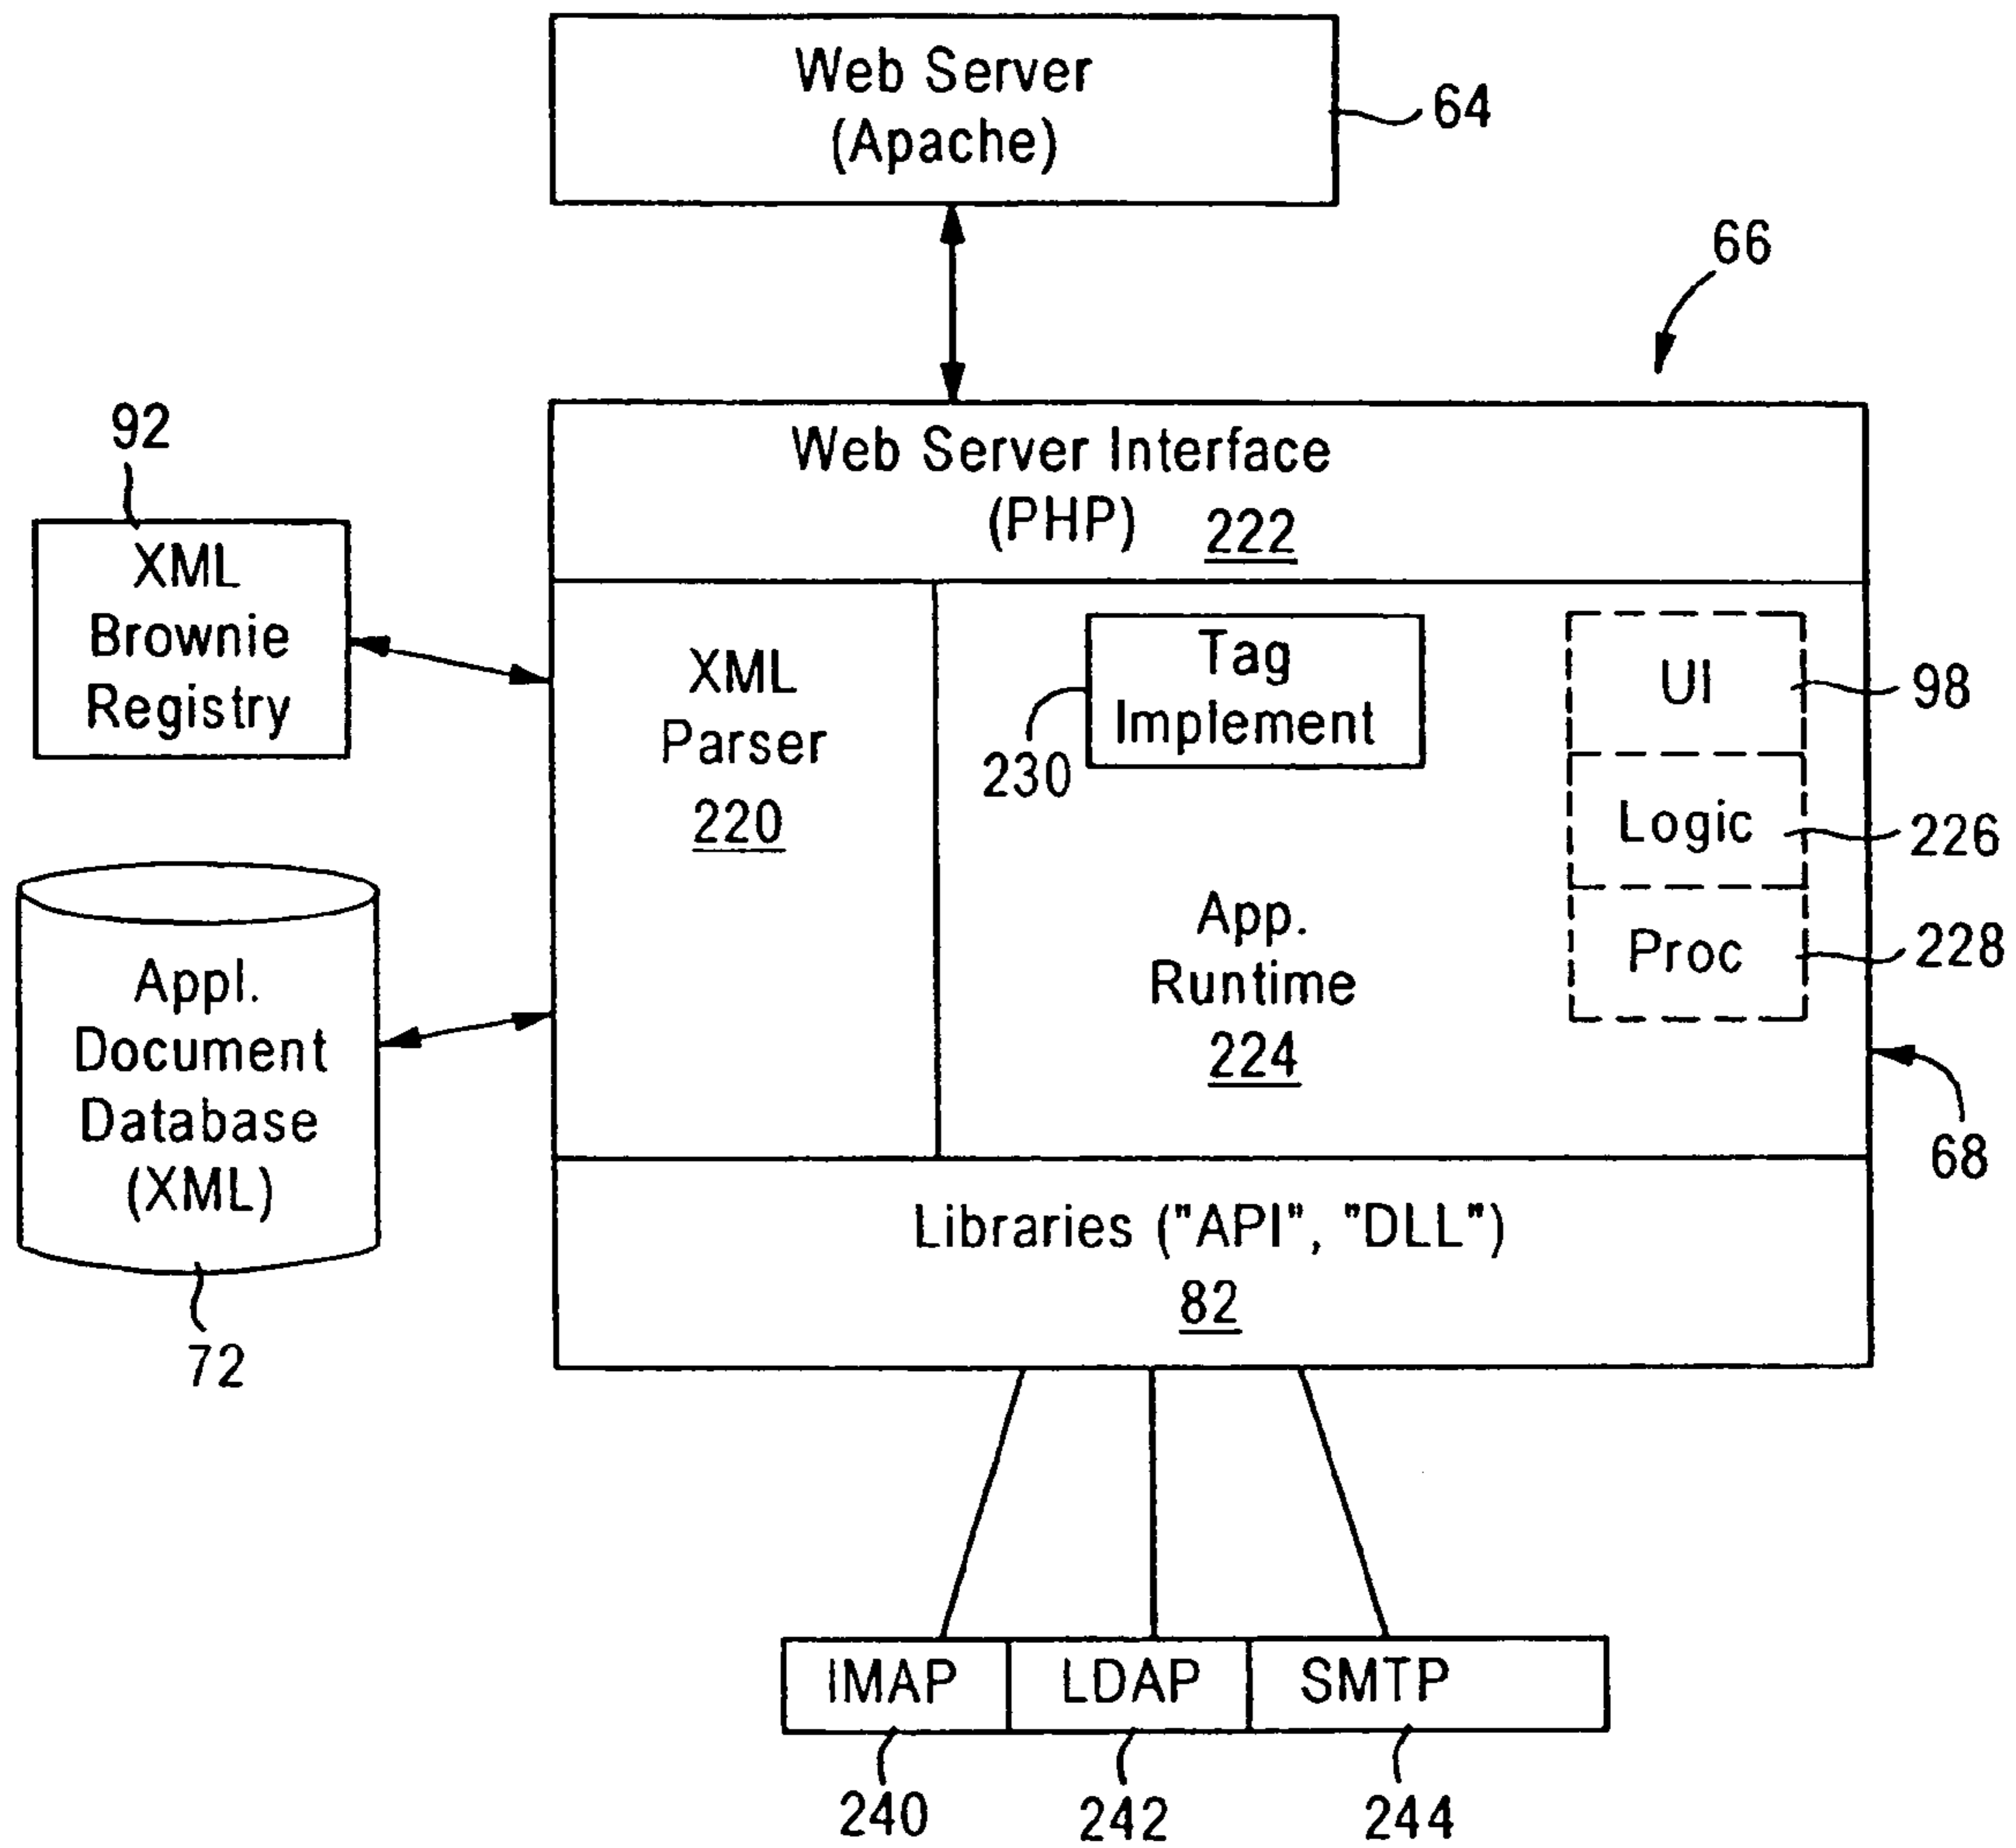 Web Server
(Apache)
64
66
92
Web Server Interface
(PHP) 222
XML
Brownie
Registry
XML
Parser
220
Tag
Implement
230
UI
98
Logic
226
Proc
228
App.
Runtime
224
68
Appl.
Document
Database
(XML)
72
Libraries ("API", "DLL")
82
IMAP
LDAP
SMTP
240
242
244